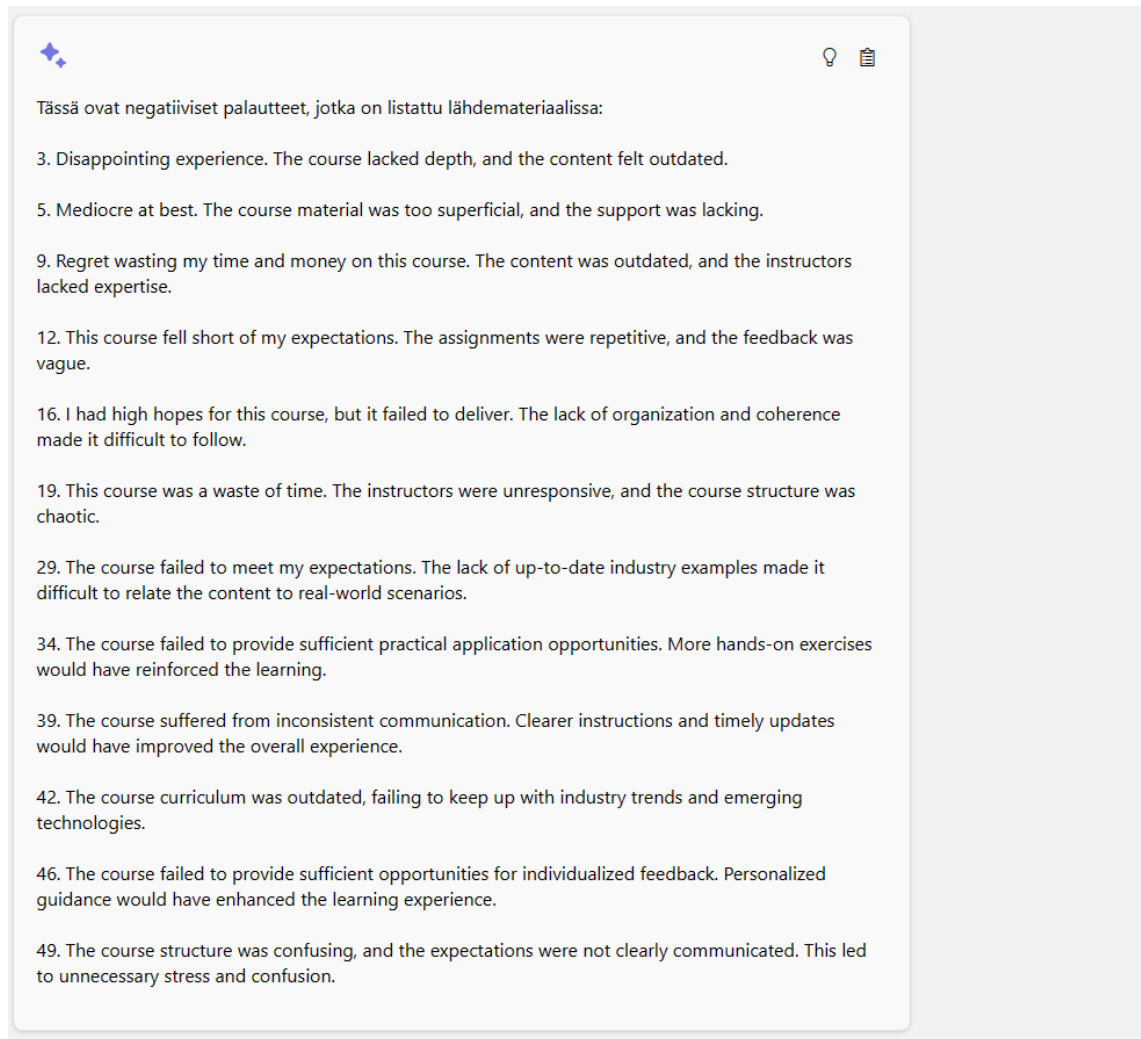 Tässä ovat negatiiviset palautteet, jotka on listattu lähdemateriaalissa:
3. Disappointing experience. The course lacked depth, and the content felt outdated.
5. Mediocre at best. The course material was too superficial, and the support was lacking.
9. Regret wasting my time and money on this course. The content was outdated, and the instructors
lacked expertise.
12. This course fell short of my expectations. The assignments were repetitive, and the feedback was
vague.
16. I had high hopes for this course, but it failed to deliver. The lack of organization and coherence
made it difficult to follow.
19. This course was a waste of time. The instructors were unresponsive, and the course structure was
chaotic.
29. The course failed to meet my expectations. The lack of up-to-date industry examples made it
difficult to relate the content to real-world scenarios.
34. The course failed to provide sufficient practical application opportunities. More hands-on exercises
would have reinforced the learning.
39. The course suffered from inconsistent communication. Clearer instructions and timely updates
would have improved the overall experience.
42. The course curriculum was outdated, failing to keep up with industry trends and emerging
technologies.
46. The course failed to provide sufficient opportunities for individualized feedback. Personalized
guidance would have enhanced the learning experience.
49. The course structure was confusing, and the expectations were not clearly communicated. This led
to unnecessary stress and confusion.